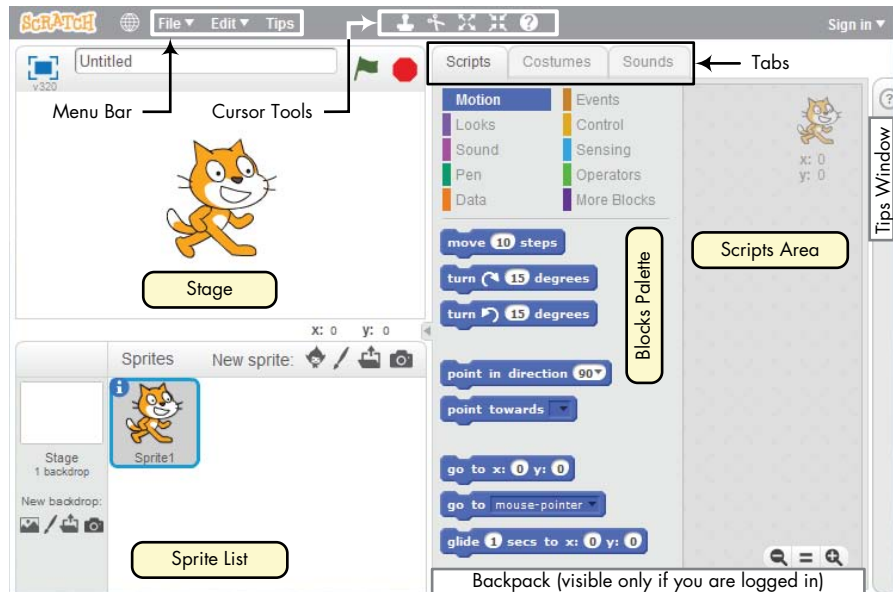 SCRATCH File ▼ Edit ▼ Tips ? Sign in ▼
Untitled
v320
Menu Bar
Cursor Tools
Scripts Costumes Sounds
Tabs
Stage
x: 0 y: 0
Motion
Looks
Sound
Pen
Data
Events
Control
Sensing
Operators
More Blocks
move 10 steps
turn 15 degrees
turn 15 degrees
point in direction 90▼
point towards
go to x: 0 y: 0
go to mouse-pointer
glide 1 secs to x: 0 y: 0
Blocks Palette
x: 0
y: 0
Scripts Area
?
Tips Window
Sprites New sprite:
i
Sprite1
Stage
1 backdrop
New backdrop:
Sprite List
Backpack (visible only if you are logged in)